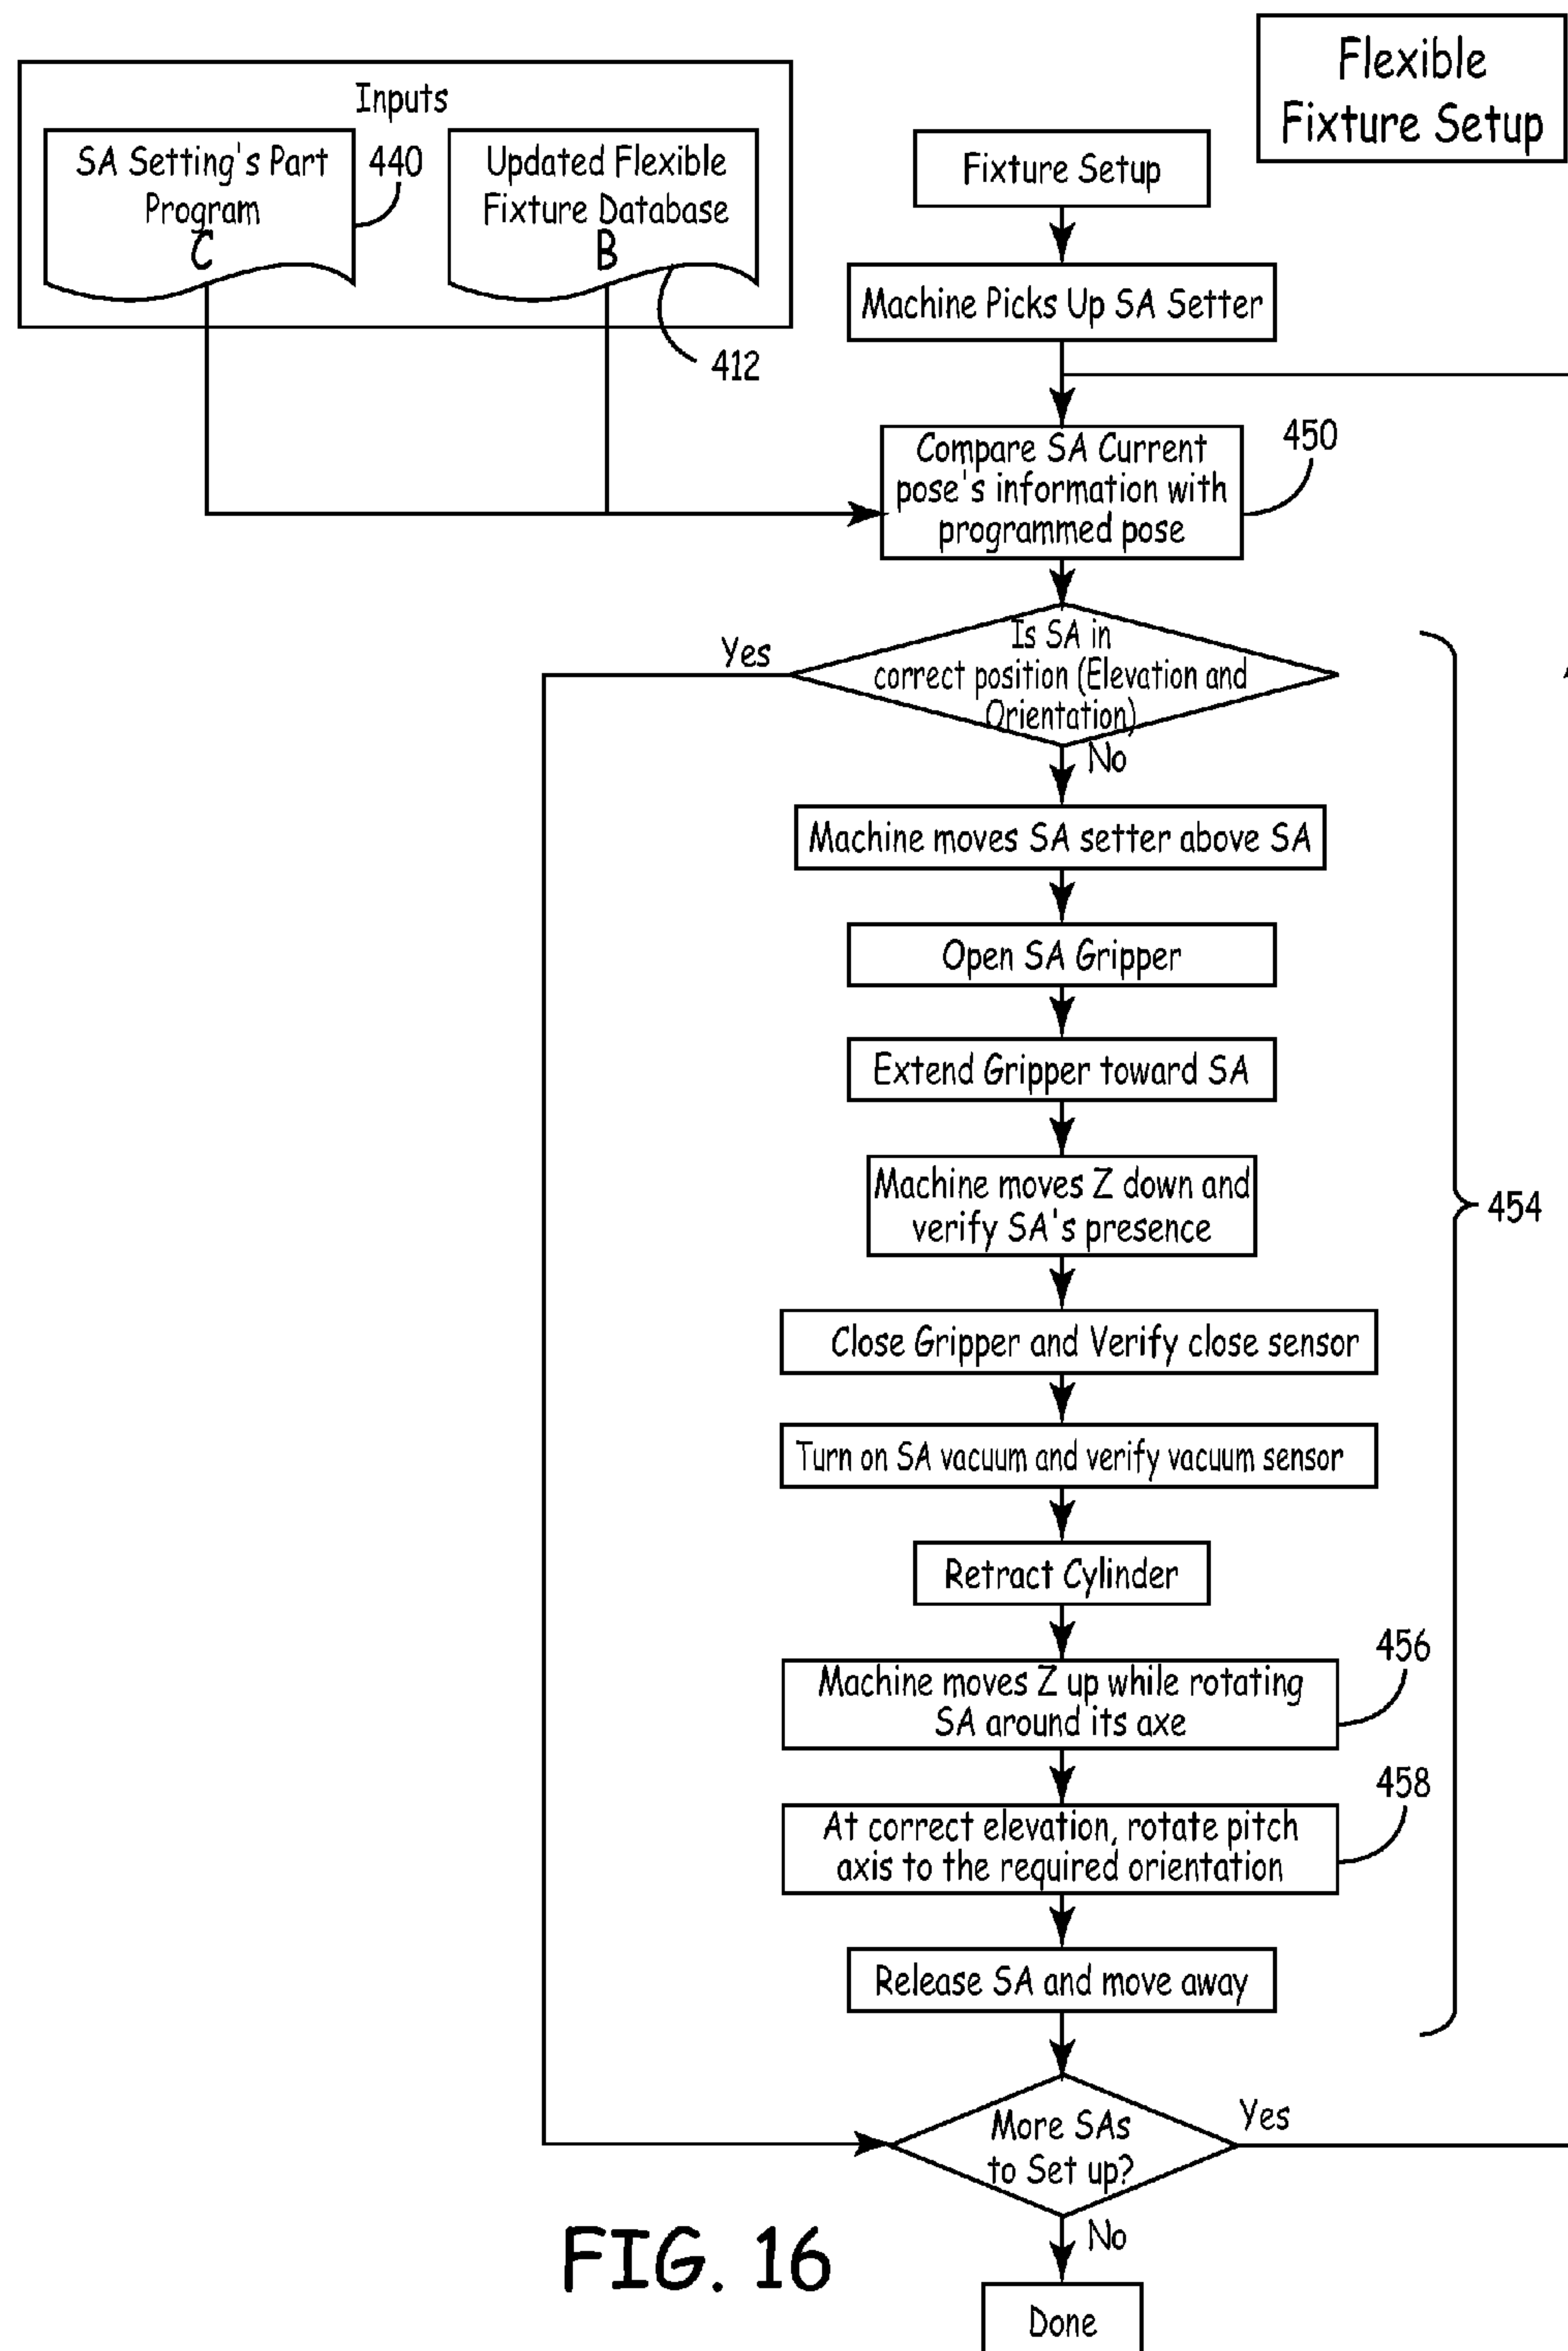 Flexible
Fixture Setup
Inputs
SA Setting's Part
Program
C
440
Updated Flexible
Fixture Database
B
412
Fixture Setup
Machine Picks Up SA Setter
Compare SA Current
pose's information with
programmed pose
450
Is SA in
correct position (Elevation and
Orientation)
Yes
No
Machine moves SA setter above SA
Open SA Gripper
Extend Gripper toward SA
Machine moves Z down and
verify SA's presence
454
Close Gripper and Verify close sensor
Turn on SA vacuum and verify vacuum sensor
Retract Cylinder
Machine moves Z up while rotating
SA around its axe
456
At correct elevation, rotate pitch
axis to the required orientation
458
Release SA and move away
More SAs
to Set up?
Yes
No
Done
FIG. 16